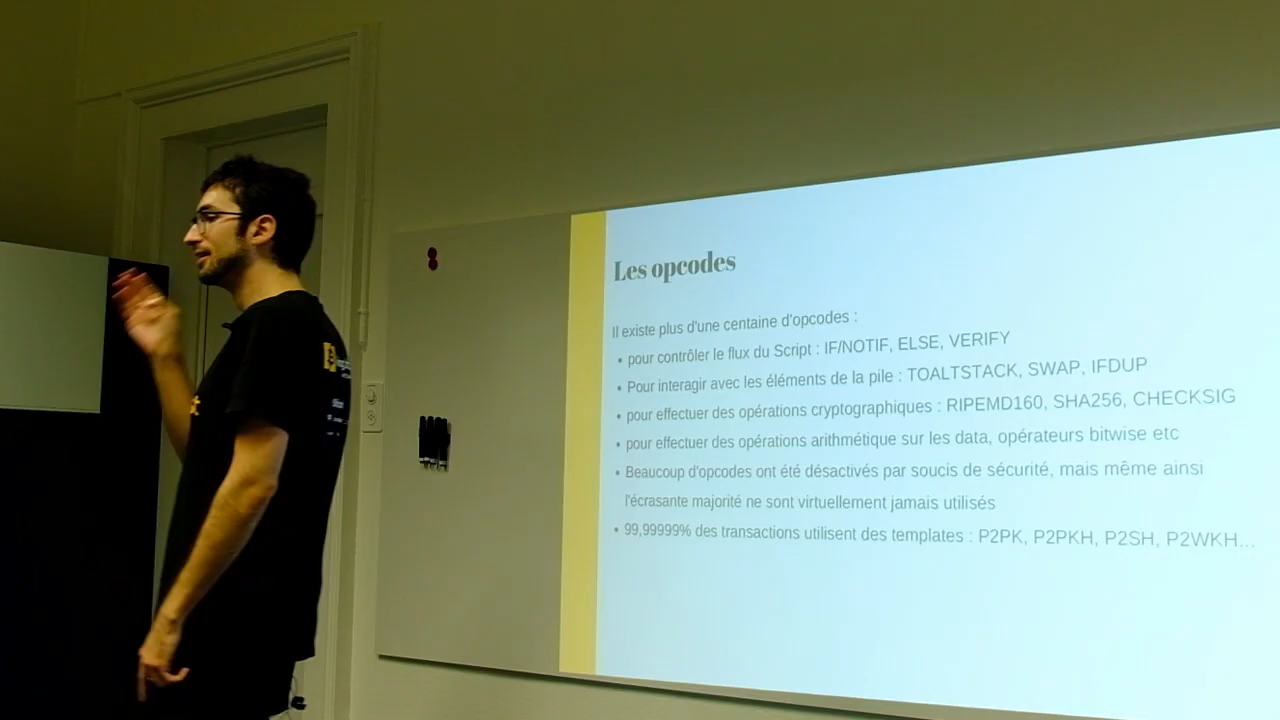 Les opcodes
Il existe plus d'une centaine d'opcodes :
• pour contrôler le flux du Script : IF/NOTIF, ELSE, VERIFY
• Pour interagir avec les éléments de la pile : TOALTSTACK, SWAP, IFDUP
• pour effectuer des opérations cryptographiques : RIPEMD160, SHA256, CHECKSIG
• pour effectuer des opérations arithmétique sur les data, opérateurs bitwise etc
• Beaucoup d'opcodes ont été désactivés par soucis de sécurité, mais même ainsi
l'écrasante majorité ne sont virtuellement jamais utilisés
• 99,99999% des transactions utilisent des templates : P2PK, P2PKH, P2SH, P2WKH...